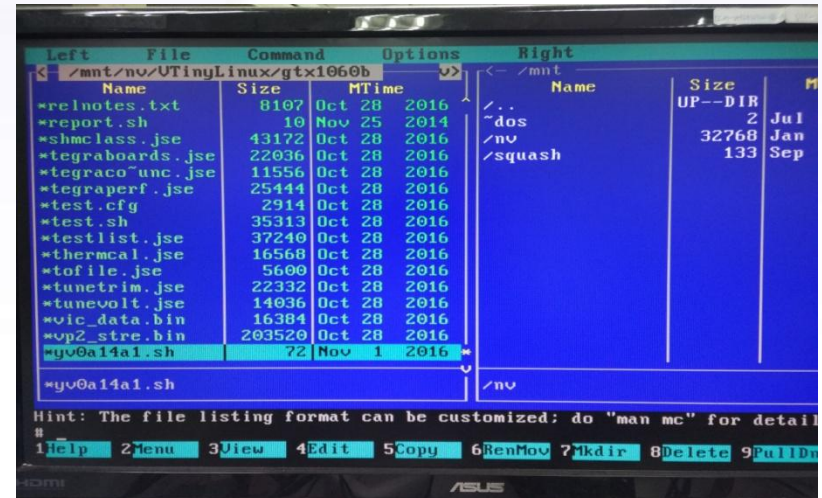 ASUS
Left File Command Options Right
<- /mnt/nv/VTinyLinux/gtx1060b v>
Name Size MTime
*relnotes.txt 8107 Oct 28 2016
*report.sh 10 Nov 25 2014
*shmclass.jse 43172 Oct 28 2016
*tegraboards.jse 22036 Oct 28 2016
*tegraco~unc.jse 11556 Oct 28 2016
*tegraperf.jse 25444 Oct 28 2016
*test.cfg 2914 Oct 28 2016
*test.sh 35313 Oct 28 2016
*testlist.jse 37240 Oct 28 2016
*thermcal.jse 16568 Oct 28 2016
*tofile.jse 5600 Oct 28 2016
*tunetrim.jse 22332 Oct 28 2016
*tunevolt.jse 14036 Oct 28 2016
*vic_data.bin 16384 Oct 28 2016
*vp2_stre.bin 203520 Oct 28 2016
*yv0a14a1.sh 72 Nov 1 2016
*yv0a14a1.sh
<- /mnt
Name Size M
/.. UP--DIR
~dos 2 Jul
/nv 32768 Jan
/squash 133 Sep
/nv
Hint: The file listing format can be customized; do "man mc" for detail
# _
1Help 2Menu 3View 4Edit 5Copy 6RenMov 7Mkdir 8Delete 9PullDn
HDMI
ASUS